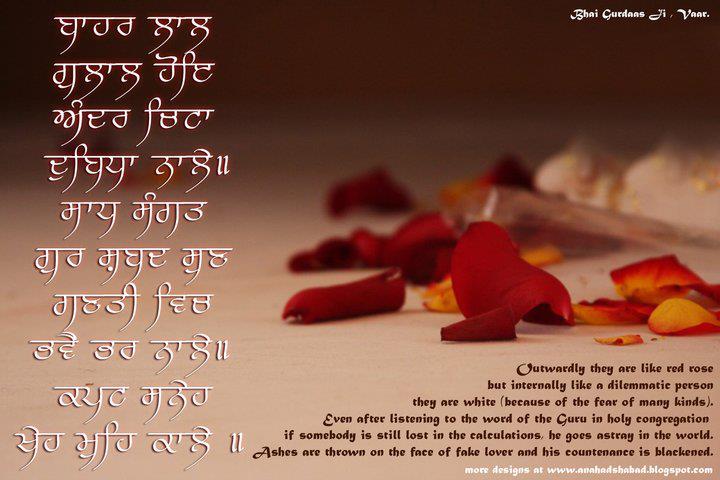 Bhai Gurdaas Ji , Vaar.
ਬਾਹਰ ਲਾਲ
ਗੁਲਾਲ ਹੋਇ
ਅੰਦਰ ਚਿਟਾ
ਦੁਬਿਧਾ ਨਾਲੇ॥
ਸਾਧ ਸੰਗਤ
ਗੁਰ ਸ਼ਬਦ ਸੁਣ
ਗੁਣਤੀ ਵਿਚ
ਭਵੈ ਭਰ ਨਾਲੇ॥
ਕਪਣ ਸਨੇਹ
ਖੇਹ ਮੁਹਿ ਕਾਲੇ ॥
Outwardly they are like red rose
but internally like a dilemmatic person
they are white (because of the fear of many kinds).
Even after listening to the word of the Guru in holy congregation
if somebody is still lost in the calculations, he goes astray in the world.
Ashes are thrown on the face of fake lover and his countenance is blackened.
more designs at www.anahadshabad.blogspot.com